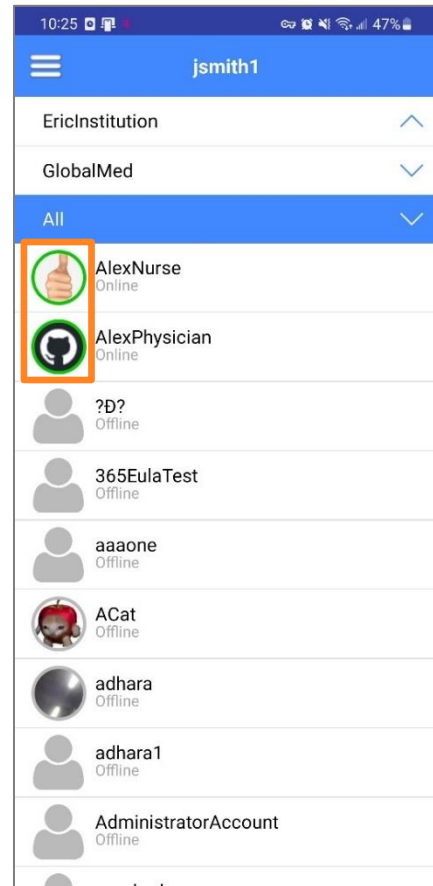 10:25
47%
jsmith1
EricInstitution
GlobalMed
All
AlexNurse
Online
AlexPhysician
Online
?Đ?
Offline
365EulaTest
Offline
aaaone
Offline
ACat
Offline
adhara
Offline
adhara1
Offline
AdministratorAccount
Offline